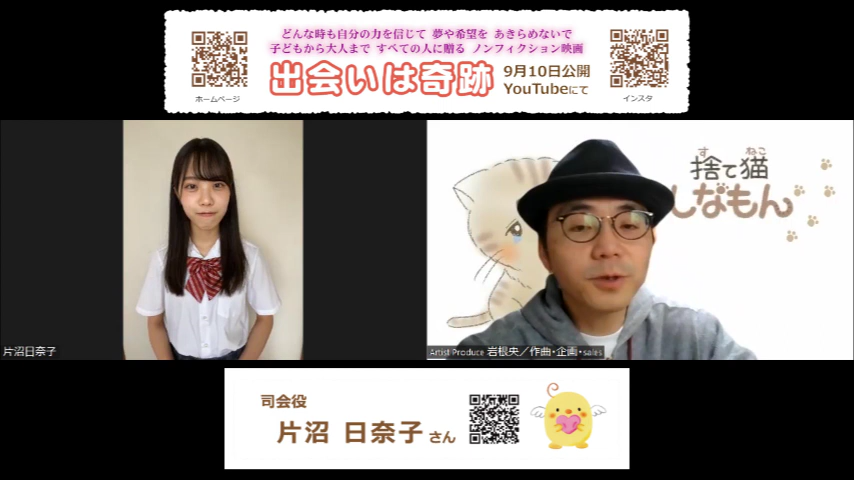 どんな時も自分の力を信じて 夢や希望を あきらめないで
子どもから大人まで すべての人に贈る ノンフィクション映画
出会いは奇跡
9月10日公開
YouTubeにて
ホームページ
インスタ
すねこ
捨て猫
しなもん
片沼日奈子
Artist Produce 岩根央／作曲・企画・sales
司会役
片沼 日奈子 さん